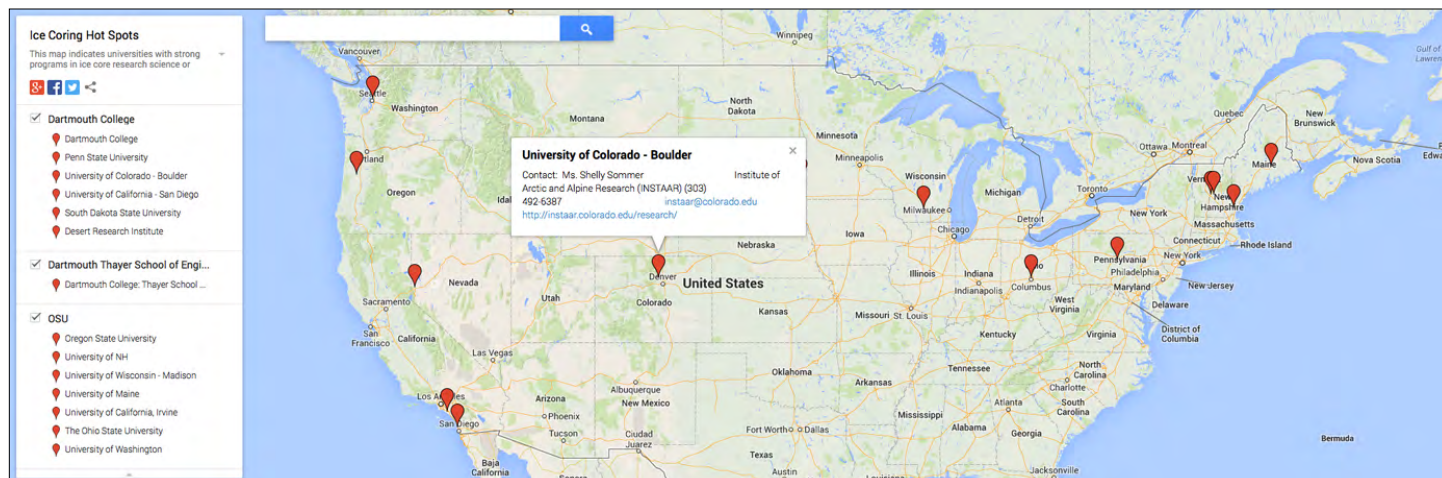 Ice Coring Hot Spots
This map indicates universities with strong
programs in ice core research science or
Dartmouth College
Dartmouth College
Penn State University
University of Colorado - Boulder
University of California - San Diego
South Dakota State University
Desert Research Institute
Dartmouth Thayer School of Engi...
Dartmouth College: Thayer School ...
OSU
Oregon State University
University of NH
University of Wisconsin - Madison
University of Maine
University of California, Irvine
The Ohio State University
University of Washington
University of Colorado - Boulder
Contact: Ms. Shelly Sommer Institute of
Arctic and Alpine Research (INSTAAR) (303)
492-6387 instaar@colorado.edu
http://instaar.colorado.edu/research/
Winnipeg
Vancouver
Seattle
Washington
North
Dakota
Montana
Minnesota
Minneapolis
Wisconsin
Michigan
Milwaukee
Chicago
Detroit
Toronto
Ottawa
Montreal
Quebec
New
Brunswick
Nova Scotia
Gulf of
Maine
New
Hampshire
Massachusetts
Connecticut
Rhode Island
New York
New York
Pennsylvania
Philadelphia
New Jersey
Maryland
Delaware
District of
Columbia
West
Virginia
Virginia
Oregon
Nevada
Sacramento
San
Francisco
California
Las Vegas
San Diego
Baja
California
Utah
Denver
Colorado
United States
Nebraska
Iowa
Illinois
Indiana
Indianapolis
Columbus
Kansas
Missouri
St. Louis
Kentucky
Tennessee
North
Carolina
Charlotte
South
Carolina
Atlanta
Georgia
Alabama
Mississippi
Arkansas
Oklahoma
Albuquerque
New Mexico
Arizona
Phoenix
Tucson
Ciudad
Juarez
Fort Worth
Dallas
Texas
Austin
Jacksonville
Bermuda